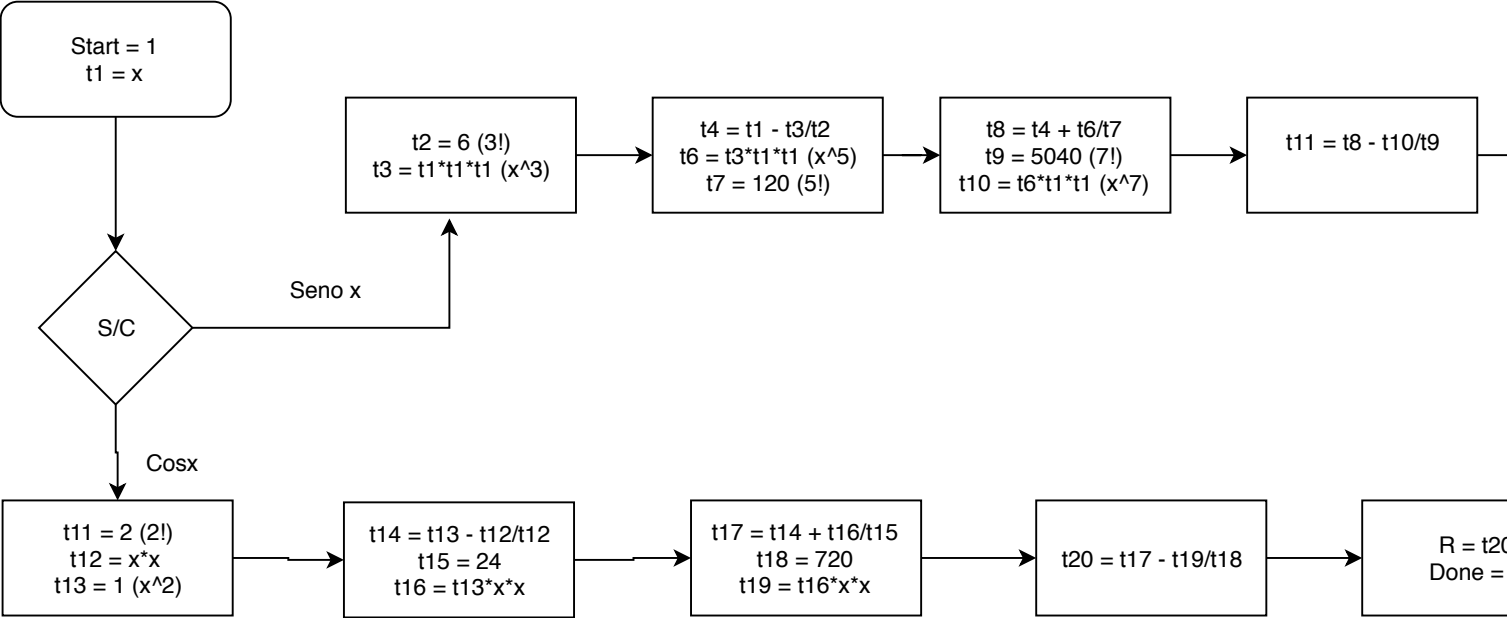 Start = 1
t1 = x
t2 = 6 (3!)
t3 = t1*t1*t1 (x^3)
t4 = t1 - t3/t2
t6 = t3*t1*t1 (x^5)
t7 = 120 (5!)
t8 = t4 + t6/t7
t9 = 5040 (7!)
t10 = t6*t1*t1 (x^7)
t11 = t8 - t10/t9
Seno x
S/C
Cosx
t11 = 2 (2!)
t12 = x*x
t13 = 1 (x^2)
t14 = t13 - t12/t12
t15 = 24
t16 = t13*x*x
t17 = t14 + t16/t15
t18 = 720
t19 = t16*x*x
t20 = t17 - t19/t18
R = t20
Done =